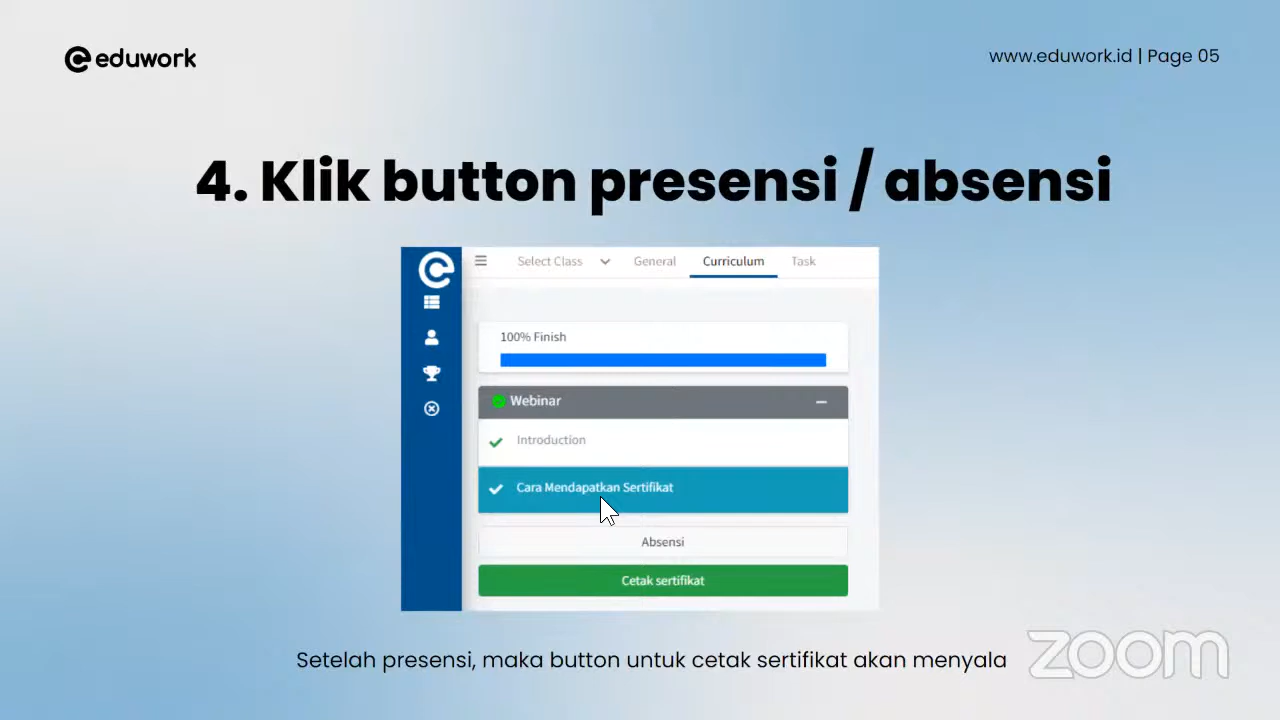 eduwork
www.eduwork.id | Page 05
4. Klik button presensi / absensi
Select Class General Curriculum Task
100% Finish
Webinar
Introduction
Cara Mendapatkan Sertifikat
Absensi
Cetak sertifikat
Setelah presensi, maka button untuk cetak sertifikat akan menyala
zoom